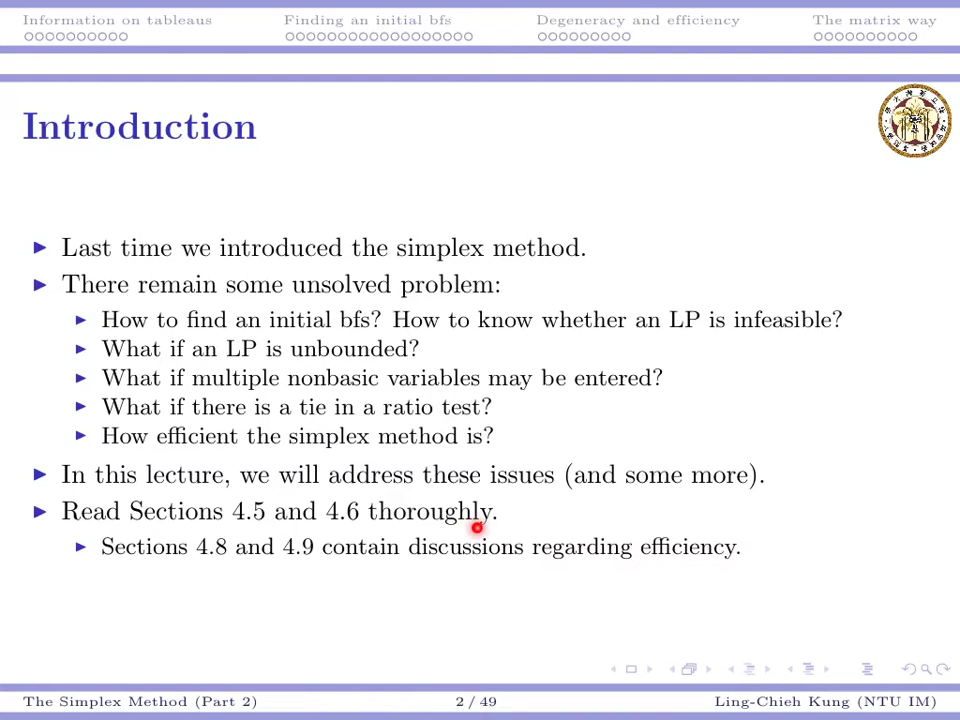 Information on tableaus
Finding an initial bfs
Degeneracy and efficiency
The matrix way
Introduction
Last time we introduced the simplex method.
There remain some unsolved problem:
How to find an initial bfs? How to know whether an LP is infeasible?
What if an LP is unbounded?
What if multiple nonbasic variables may be entered?
What if there is a tie in a ratio test?
How efficient the simplex method is?
In this lecture, we will address these issues (and some more).
Read Sections 4.5 and 4.6 thoroughly.
Sections 4.8 and 4.9 contain discussions regarding efficiency.
The Simplex Method (Part 2)
2 / 49
Ling-Chieh Kung (NTU IM)